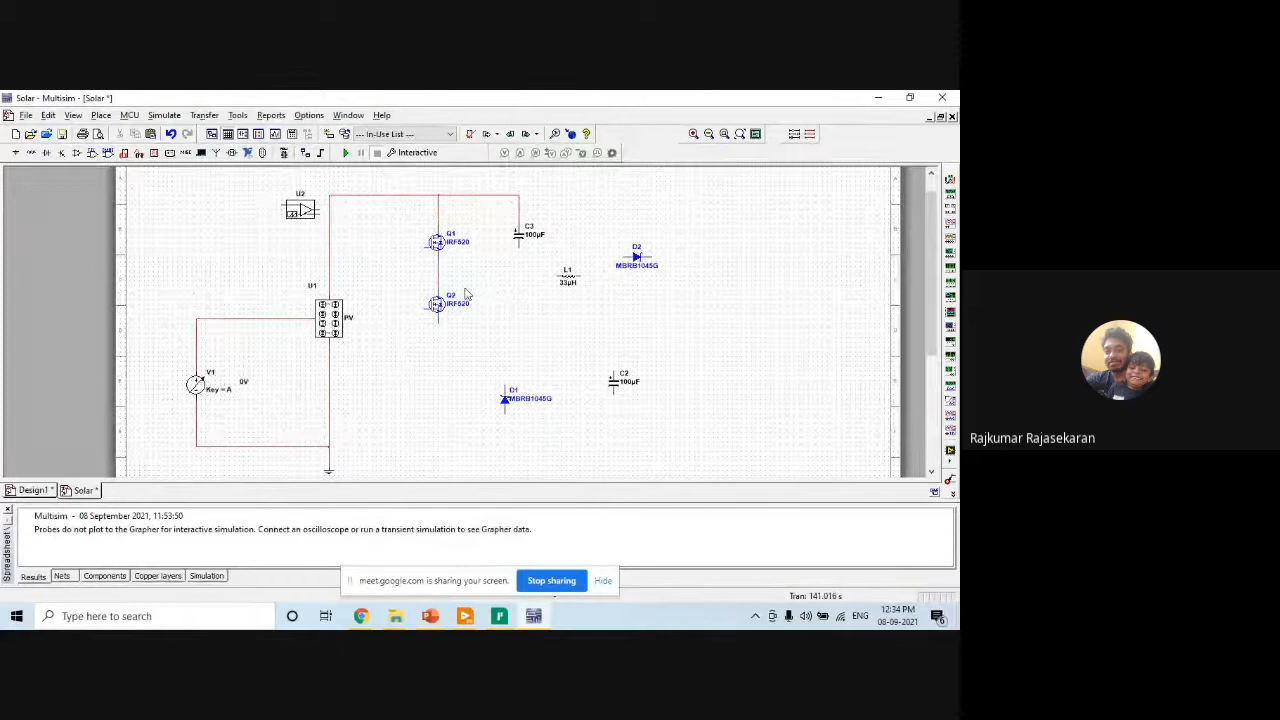 Solar - Multisim - [Solar *]
File Edit View Place MCU Simulate Transfer Tools Reports Options Window Help
--- In-Use List ---
Interactive
U2
Q1
IRF520
C3
100µF
D2
MBRB1045G
L1
33µH
U1
Q2
IRF520
PV
V1
Key = A
0V
C2
100µF
D1
MBRB1045G
Rajkumar Rajasekaran
Design1 * Solar *
Multisim - 08 September 2021, 11:53:50
Probes do not plot to the Grapher for interactive simulation. Connect an oscilloscope or run a transient simulation to see Grapher data.
Spreadsheet
Results Nets Components Copper layers Simulation
meet.google.com is sharing your screen. Stop sharing Hide
Tran: 141.016 s
Type here to search
ENG
12:34 PM
08-09-2021